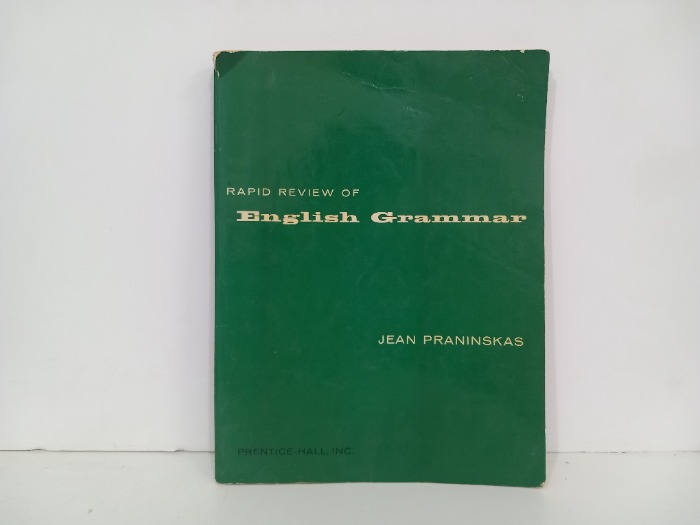 RAPID REVIEW OF
English Grammar
JEAN PRANINSKAS
PRENTICE-HALL, INC.